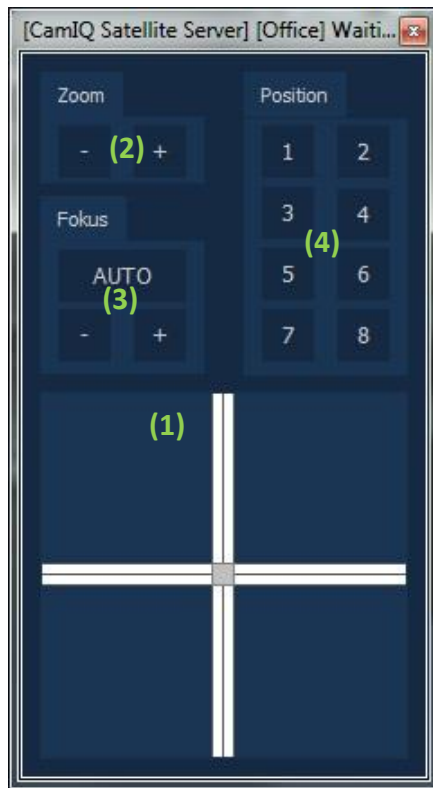 [CamIQ Satellite Server] [Office] Waiti...
Zoom
- (2) +
Fokus
AUTO
(3)
- +
Position
1 2
3 4
(4)
5 6
7 8
(1)